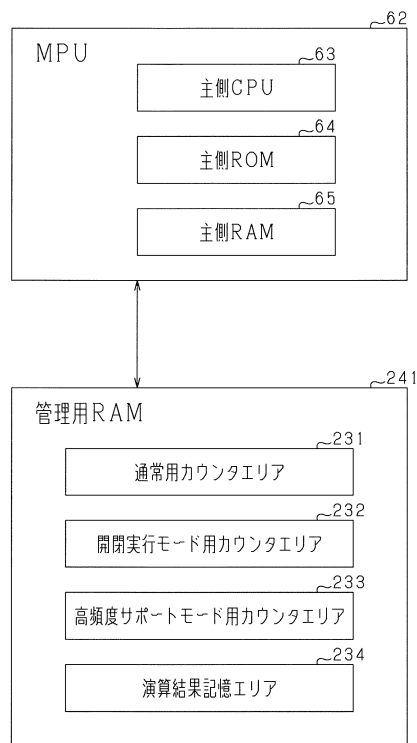 62
MPU
63
主側CPU
64
主側ROM
65
主側RAM
241
管理用RAM
231
通常用カウンタエリア
232
開閉実行モード用カウンタエリア
233
高頻度サポートモード用カウンタエリア
234
演算結果記憶エリア